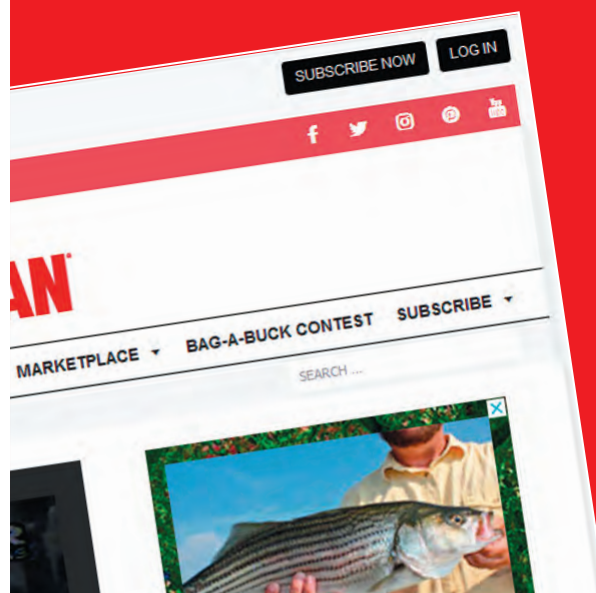 SUBSCRIBE NOW LOG IN
AN®
MARKETPLACE BAG-A-BUCK CONTEST SUBSCRIBE
SEARCH ...